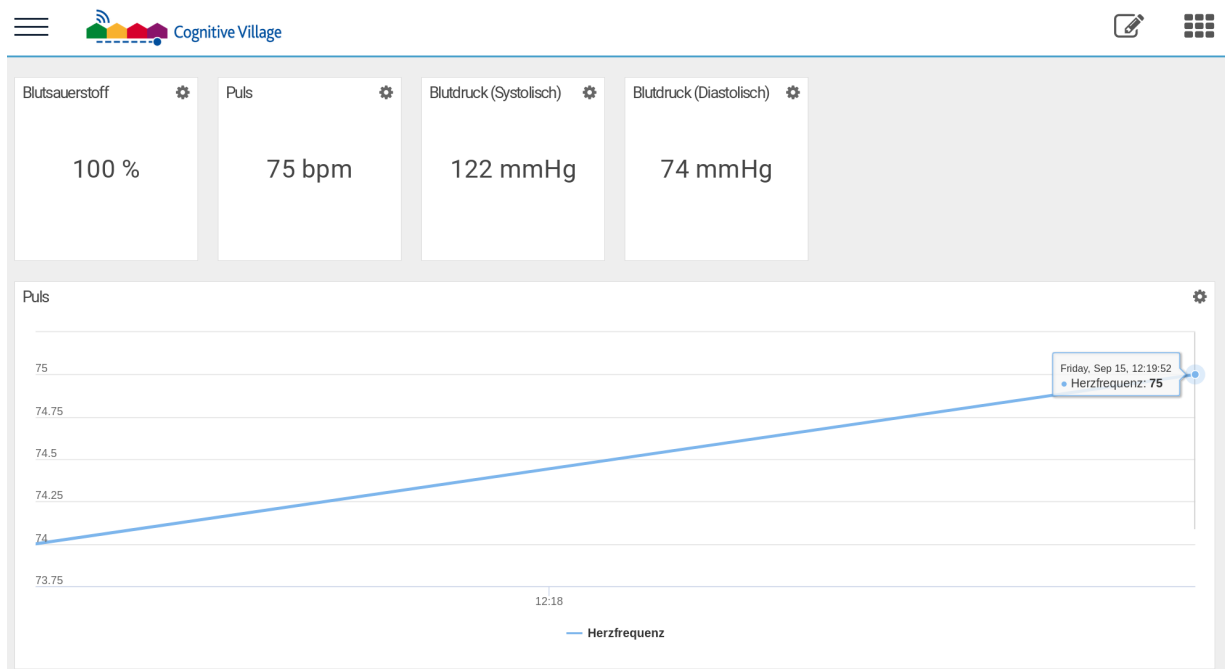 Cognitive Village
Blutsauerstoff
Puls
Blutdruck (Systolisch)
Blutdruck (Diastolisch)
100 %
75 bpm
122 mmHg
74 mmHg
Puls
75
74.75
74.5
74.25
74
73.75
Friday, Sep 15, 12:19:52
Herzfrequenz: 75
12:18
Herzfrequenz